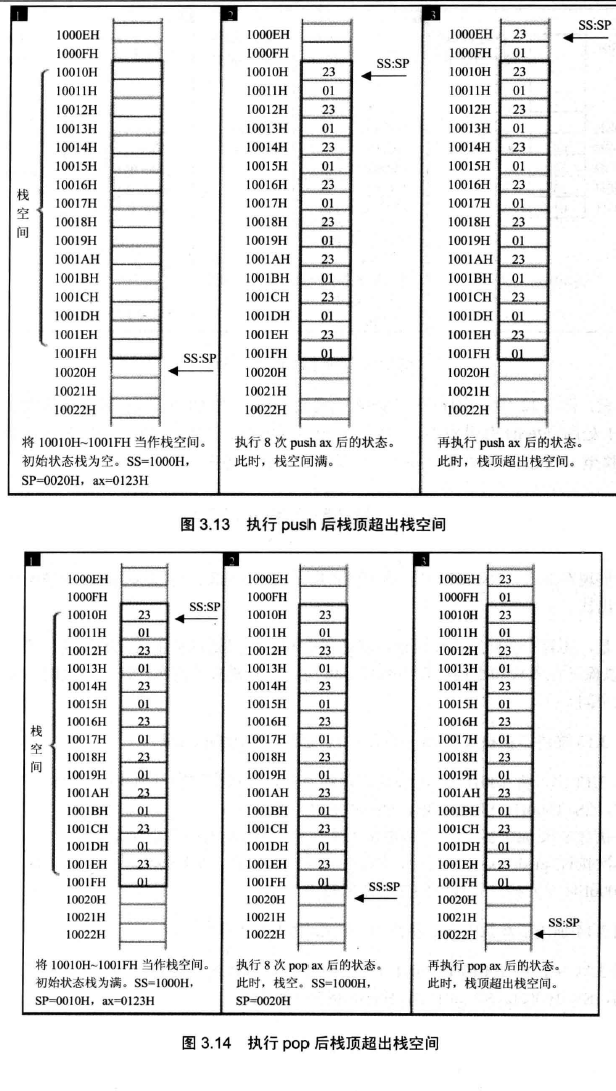 1
1000EH
1000FH
10010H
10011H
10012H
10013H
10014H
10015H
10016H
10017H
10018H
10019H
1001AH
1001BH
1001CH
1001DH
1001EH
1001FH
10020H
10021H
10022H
栈空间
SS:SP
将 10010H~1001FH 当作栈空间。
初始状态栈为空。SS=1000H，
SP=0020H，ax=0123H
2
1000EH
1000FH
10010H 23
10011H 01
10012H 23
10013H 01
10014H 23
10015H 01
10016H 23
10017H 01
10018H 23
10019H 01
1001AH 23
1001BH 01
1001CH 23
1001DH 01
1001EH 23
1001FH 01
10020H
10021H
10022H
SS:SP
执行 8 次 push ax 后的状态。
此时，栈空间满。
3
1000EH 23
1000FH 01
10010H 23
10011H 01
10012H 23
10013H 01
10014H 23
10015H 01
10016H 23
10017H 01
10018H 23
10019H 01
1001AH 23
1001BH 01
1001CH 23
1001DH 01
1001EH 23
1001FH 01
10020H
10021H
10022H
SS:SP
再执行 push ax 后的状态。
此时，栈顶超出栈空间。
图 3.13 执行 push 后栈顶超出栈空间
1
1000EH
1000FH
10010H 23
10011H 01
10012H 23
10013H 01
10014H 23
10015H 01
10016H 23
10017H 01
10018H 23
10019H 01
1001AH 23
1001BH 01
1001CH 23
1001DH 01
1001EH 23
1001FH 01
10020H
10021H
10022H
栈空间
SS:SP
将 10010H~1001FH 当作栈空间。
初始状态栈为满。SS=1000H，
SP=0010H，ax=0123H
2
1000EH
1000FH
10010H 23
10011H 01
10012H 23
10013H 01
10014H 23
10015H 01
10016H 23
10017H 01
10018H 23
10019H 01
1001AH 23
1001BH 01
1001CH 23
1001DH 01
1001EH 23
1001FH 01
10020H
10021H
10022H
SS:SP
执行 8 次 pop ax 后的状态。
此时，栈空。SS=1000H，
SP=0020H
3
1000EH 23
1000FH 01
10010H 23
10011H 01
10012H 23
10013H 01
10014H 23
10015H 01
10016H 23
10017H 01
10018H 23
10019H 01
1001AH 23
1001BH 01
1001CH 23
1001DH 01
1001EH 23
1001FH 01
10020H
10021H
10022H
SS:SP
再执行 pop ax 后的状态。
此时，栈顶超出栈空间。
图 3.14 执行 pop 后栈顶超出栈空间